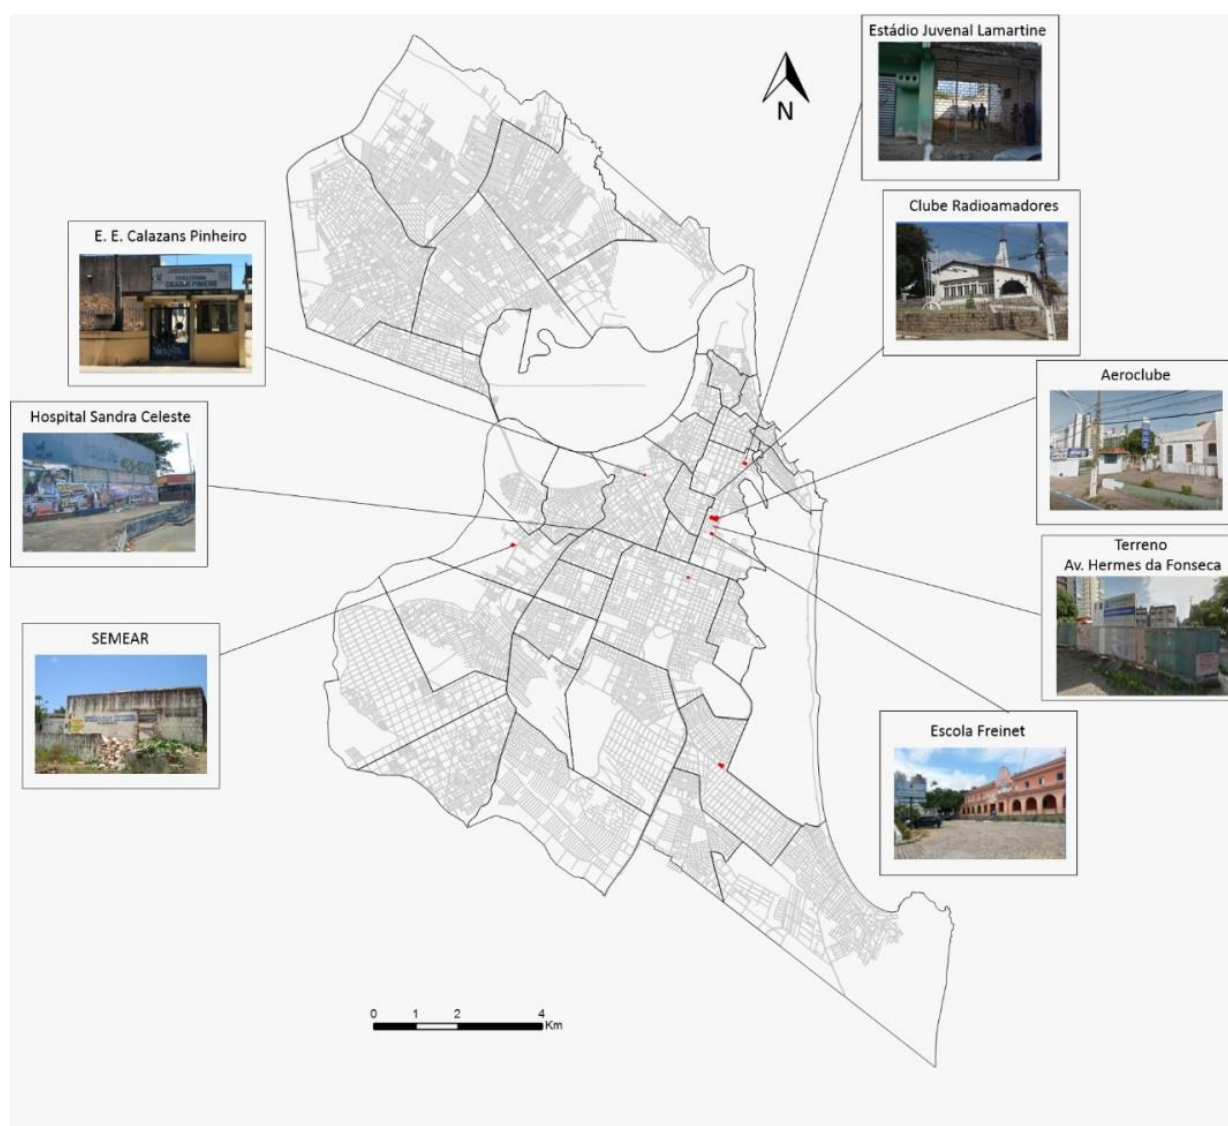 Estádio Juvenal Lamartine
N
Clube Radioamadores
E. E. Calazans Pinheiro
Aeroclube
Hospital Sandra Celeste
Terreno
Av. Hermes da Fonseca
SEMEAR
Escola Freinet
0 1 2 4
Km